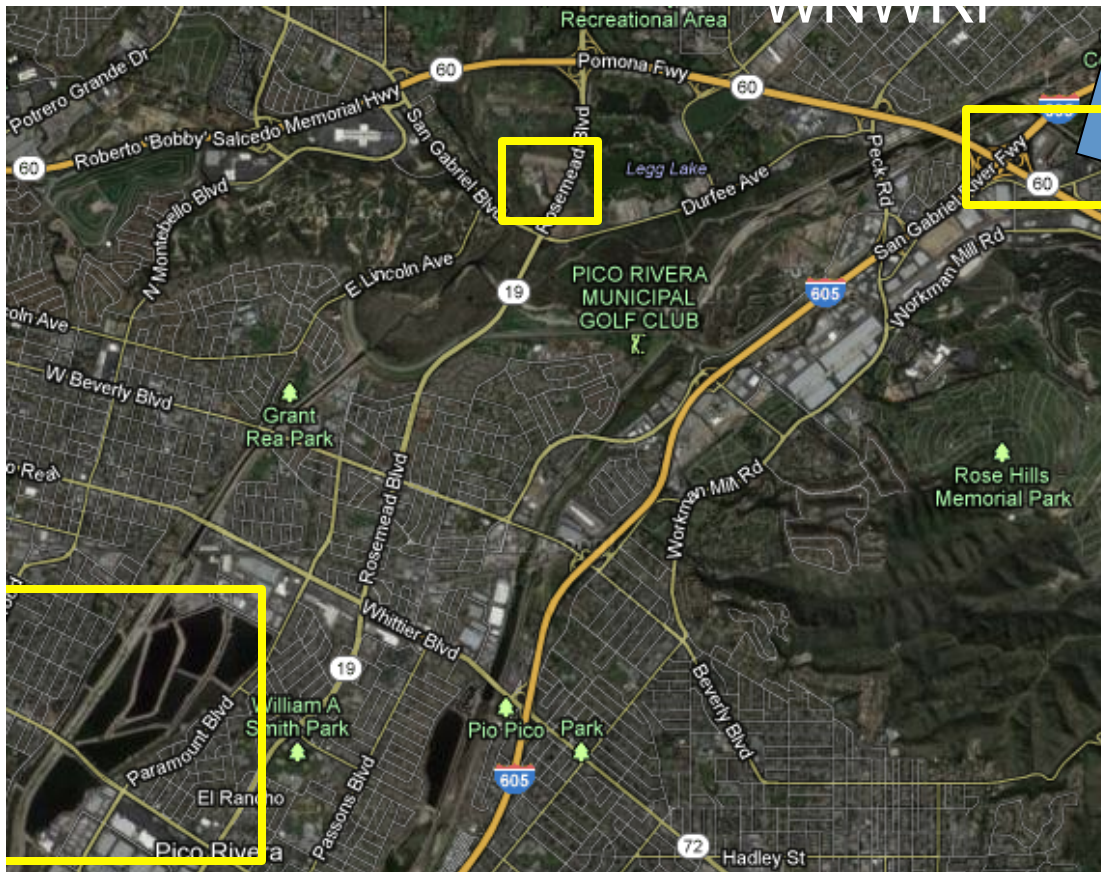 WNWRP
Recreational Area
Potrero Grande Dr
60
Pomona Fwy
60
Roberto 'Bobby' Salcedo Memorial Hwy
60
San Gabriel Blvd
Rosemead Blvd
Legg Lake
Durfee Ave
Peck Rd
San Gabriel River Fwy
60
N Montebello Blvd
E Lincoln Ave
19
PICO RIVERA
MUNICIPAL
GOLF CLUB
605
Workman Mill Rd
W Beverly Blvd
Grant
Rea Park
Rosemead Blvd
Workman Mill Rd
Rose Hills
Memorial Park
Whittier Blvd
19
William A
Smith Park
Pio Pico
Park
Beverly Blvd
Paramount Blvd
605
El Rancho
Passons Blvd
Pico Rivera
72
Hadley St